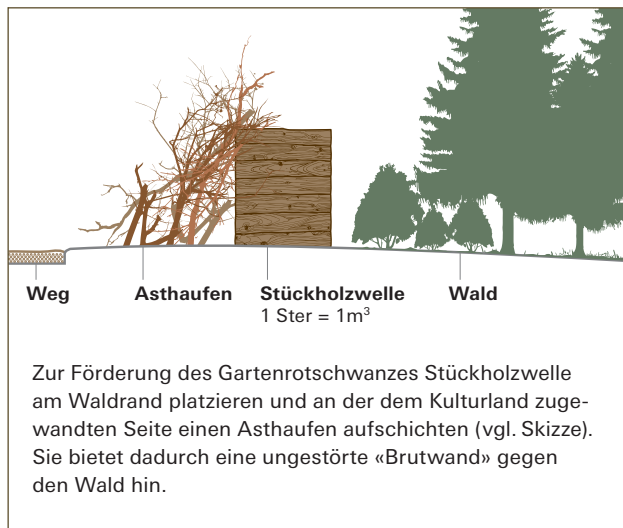 Weg Asthaufen Stückholzwelle Wald
1 Ster = 1m³
Zur Förderung des Gartenrotschwanzes Stückholzwelle
am Waldrand platzieren und an der dem Kulturland zuge-
wandten Seite einen Asthaufen aufschichten (vgl. Skizze).
Sie bietet dadurch eine ungestörte «Brutwand» gegen
den Wald hin.